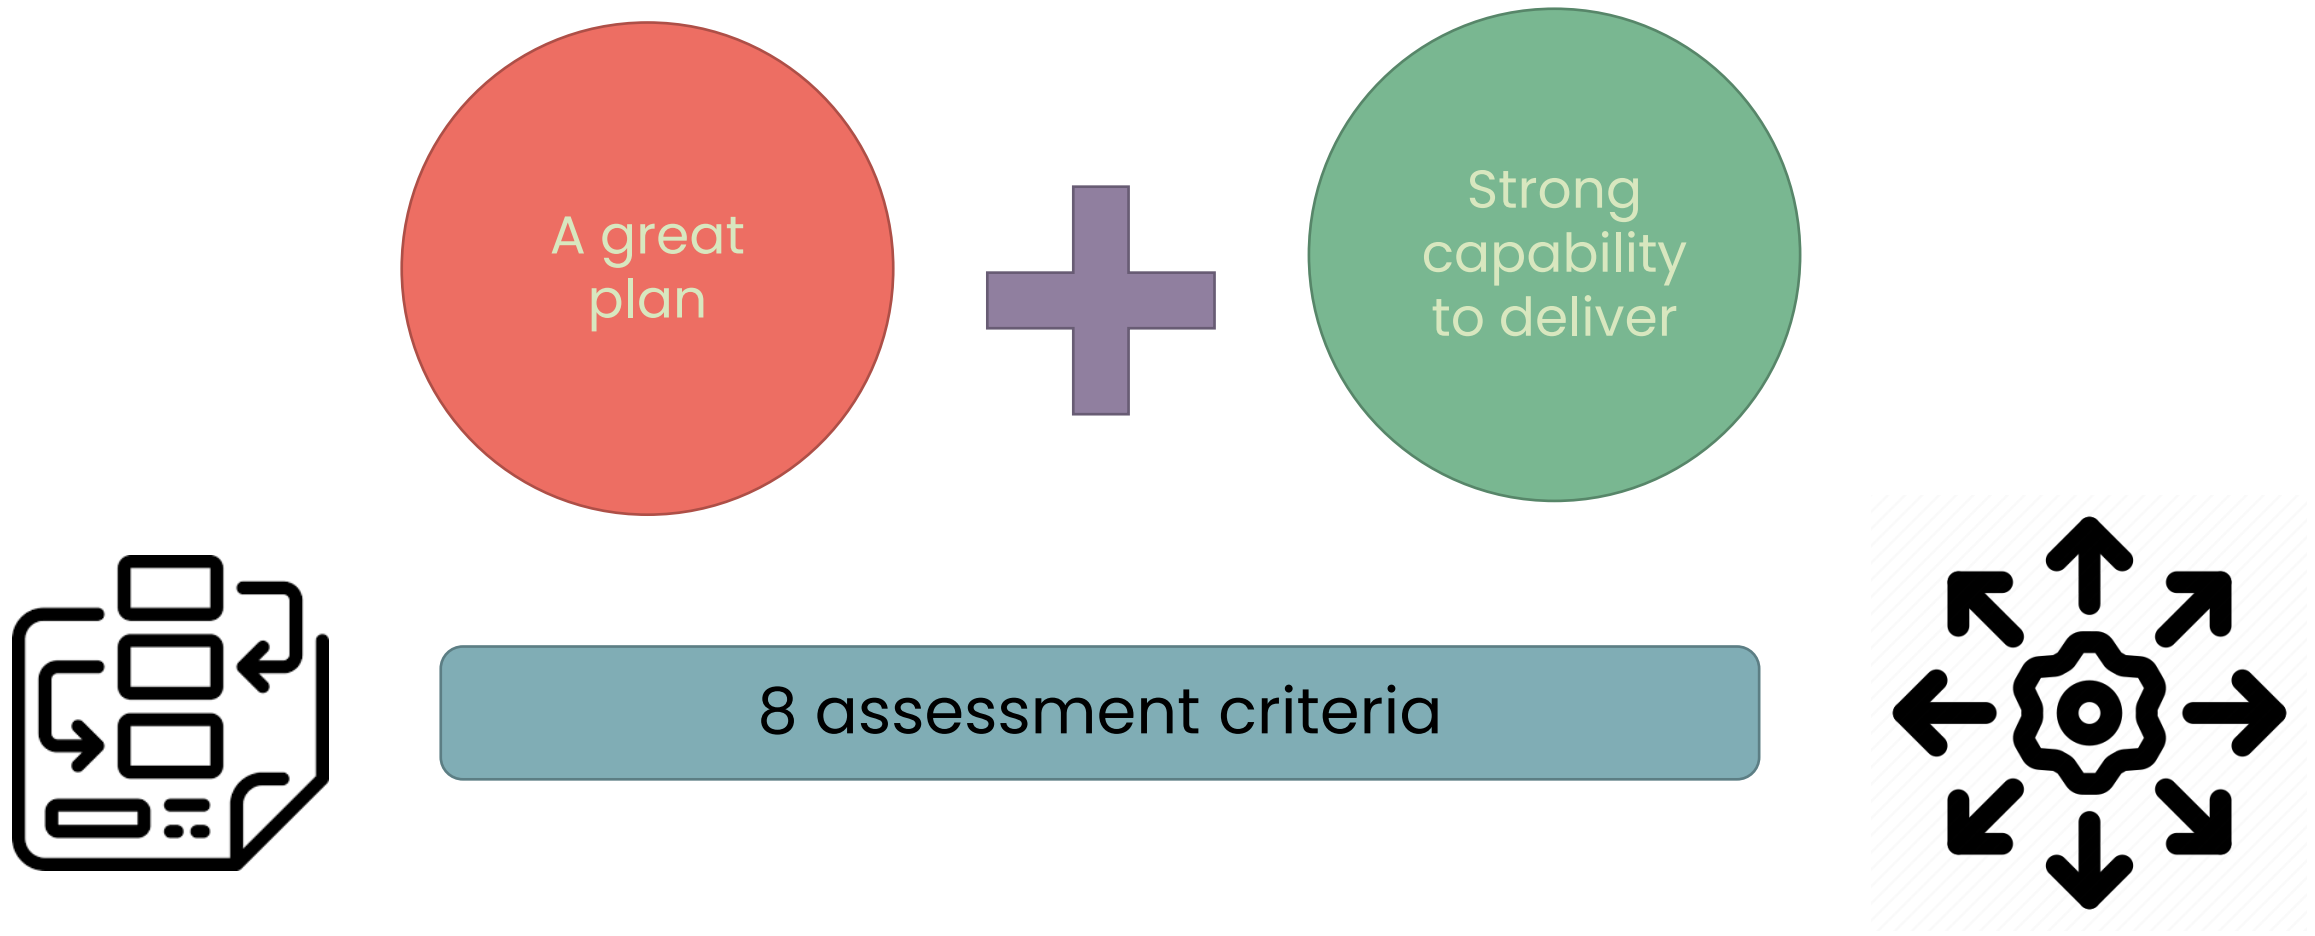 A great
plan
Strong
capability
to deliver
8 assessment criteria